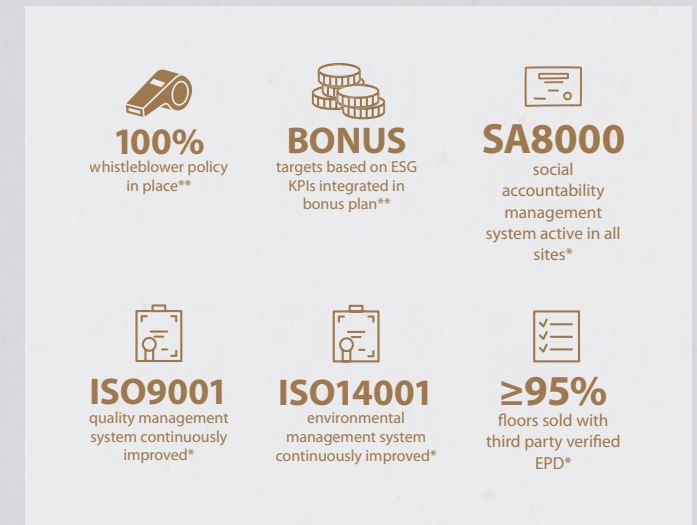 100%
whistleblower policy
in place**
BONUS
targets based on ESG
KPIs integrated in
bonus plan**
SA8000
social
accountability
management
system active in all
sites*
ISO9001
quality management
system continuously
improved*
ISO14001
environmental
management system
continuously improved*
≥95%
floors sold with
third party verified
EPD*